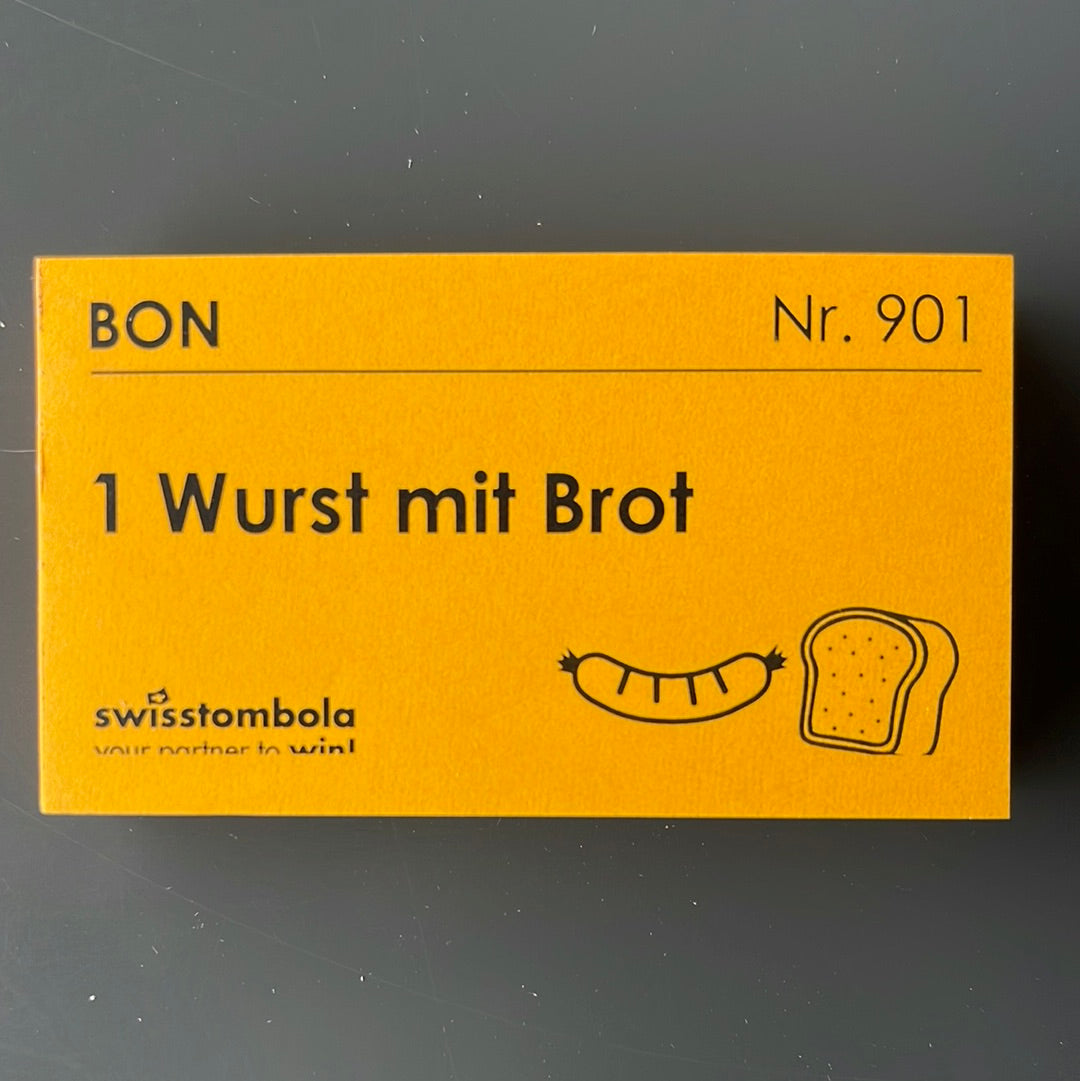 BON
Nr. 901
1 Wurst mit Brot
swisstombola
your partner to win!